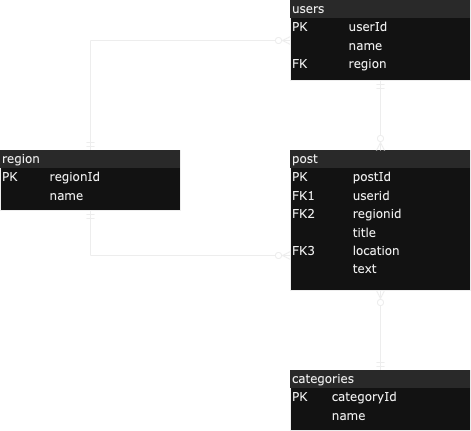 users
PK userId
name
FK region
region
PK regionId
name
post
PK postId
FK1 userid
FK2 regionid
title
FK3 location
text
categories
PK categoryId
name